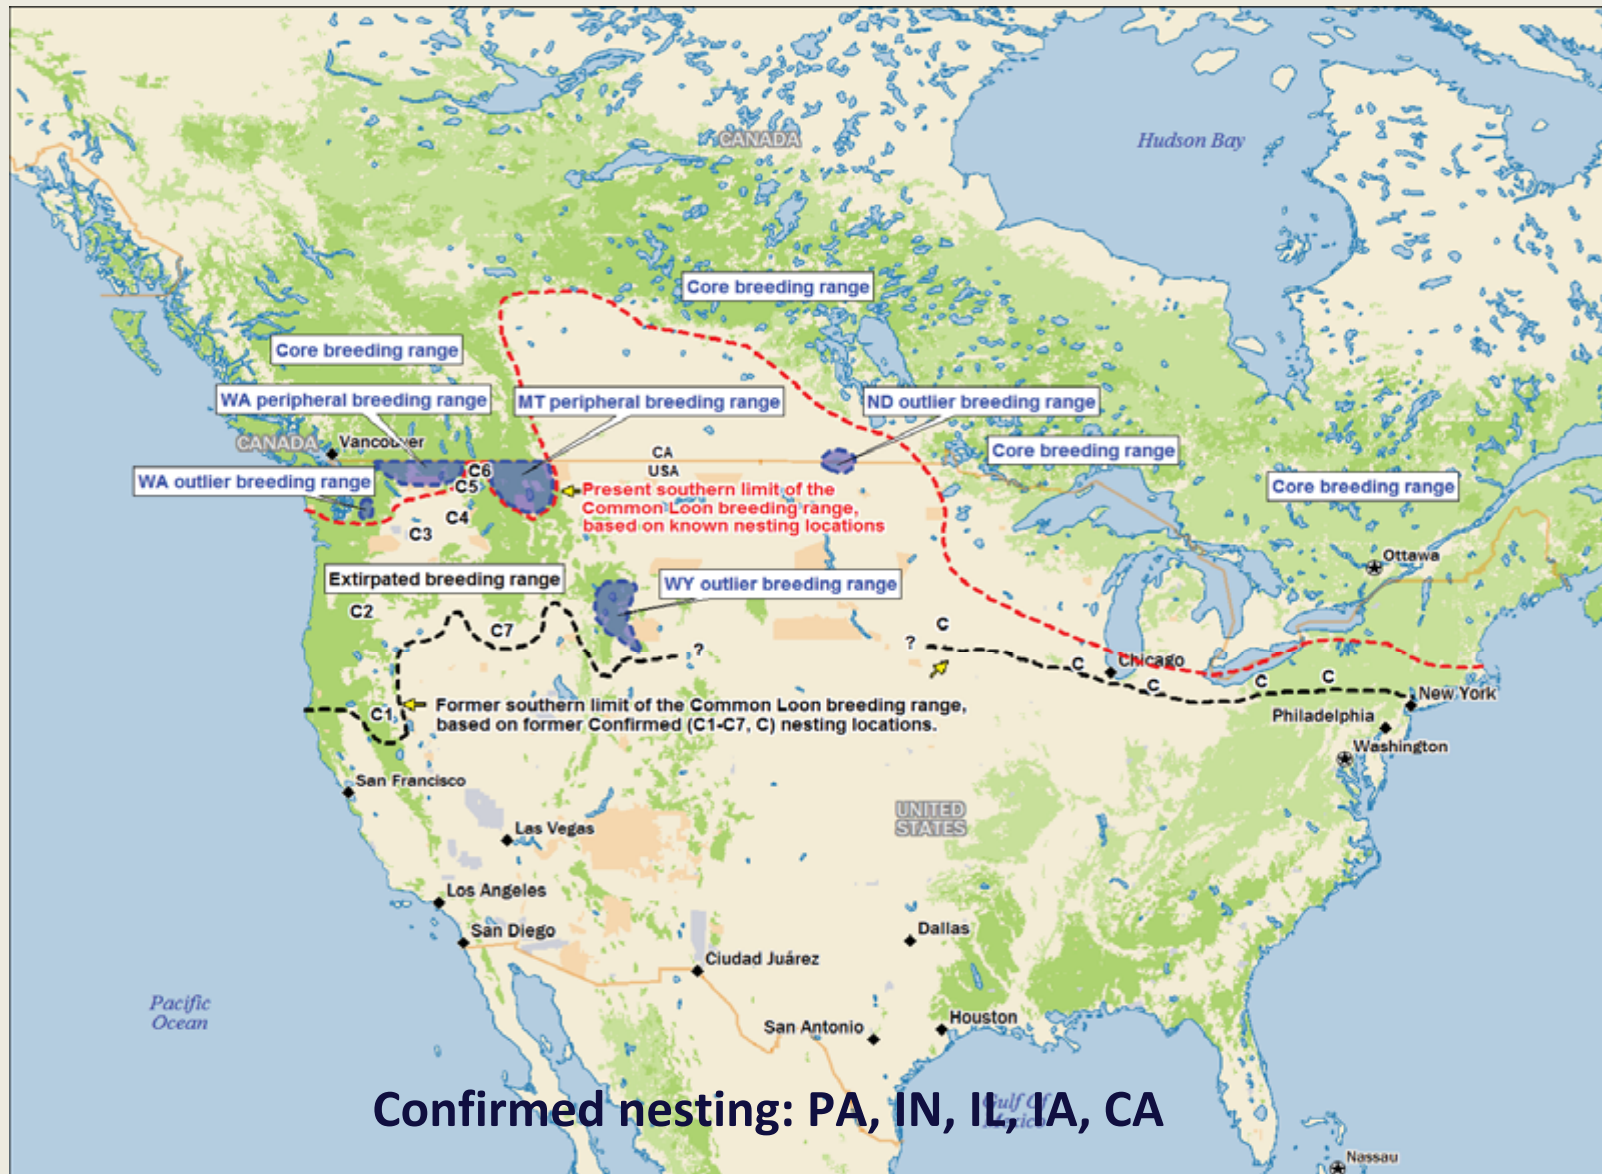 CANADA
Hudson Bay
Core breeding range
Core breeding range
WA peripheral breeding range
MT peripheral breeding range
ND outlier breeding range
CANADA
Vancouver
CA
USA
Core breeding range
WA outlier breeding range
C6
C5
Core breeding range
Present southern limit of the
Common Loon breeding range,
based on known nesting locations
C4
C3
Ottawa
Extirpated breeding range
WY outlier breeding range
C2
C7
C
?
?
C
Chicago
C
C
C
New York
C1
Former southern limit of the Common Loon breeding range,
based on former Confirmed (C1-C7, C) nesting locations.
Philadelphia
Washington
San Francisco
UNITED
STATES
Las Vegas
Los Angeles
San Diego
Dallas
Ciudad Juárez
Pacific
Ocean
San Antonio
Houston
Gulf Of
Mexico
Confirmed nesting: PA, IN, IL, IA, CA
Nassau